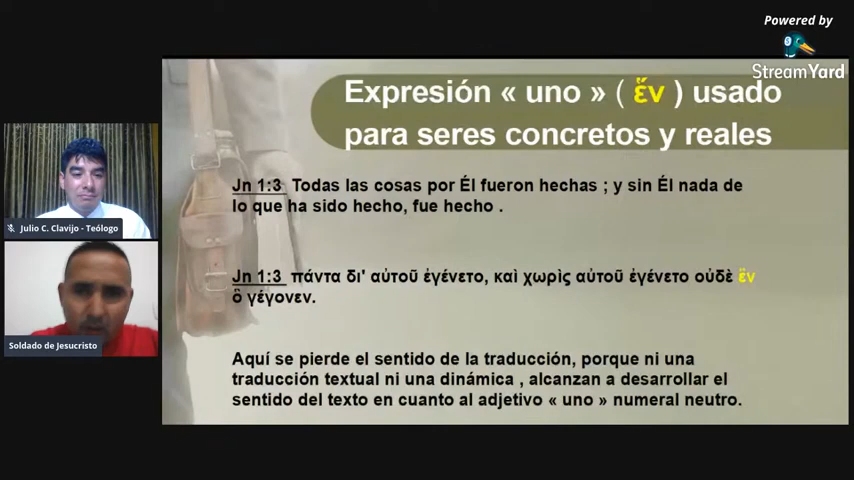 Powered by
StreamYard
Expresión « uno » ( ἕν ) usado
para seres concretos y reales
Jn 1:3 Todas las cosas por Él fueron hechas ; y sin Él nada de
lo que ha sido hecho, fue hecho .
Julio C. Clavijo - Teólogo
Jn 1:3 πάντα δι' αὐτοῦ ἐγένετο, καὶ χωρὶς αὐτοῦ ἐγένετο οὐδὲ ἕν
ὃ γέγονεν.
Soldado de Jesucristo
Aquí se pierde el sentido de la traducción, porque ni una
traducción textual ni una dinámica , alcanzan a desarrollar el
sentido del texto en cuanto al adjetivo « uno » numeral neutro.